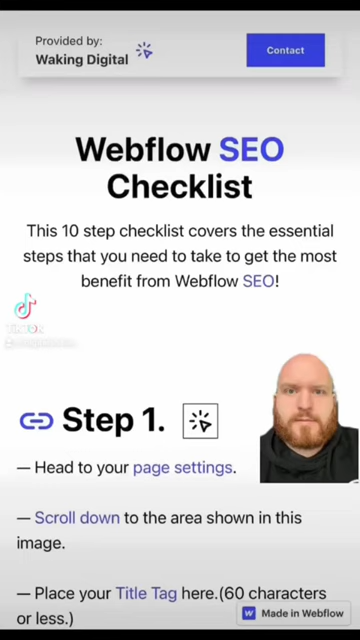 Provided by:
Waking Digital
Contact
Webflow SEO
Checklist
This 10 step checklist covers the essential
steps that you need to take to get the most
benefit from Webflow SEO!
TikTok
Step 1.
— Head to your page settings.
— Scroll down to the area shown in this
image.
— Place your Title Tag here.(60 characters
or less.)
Made in Webflow